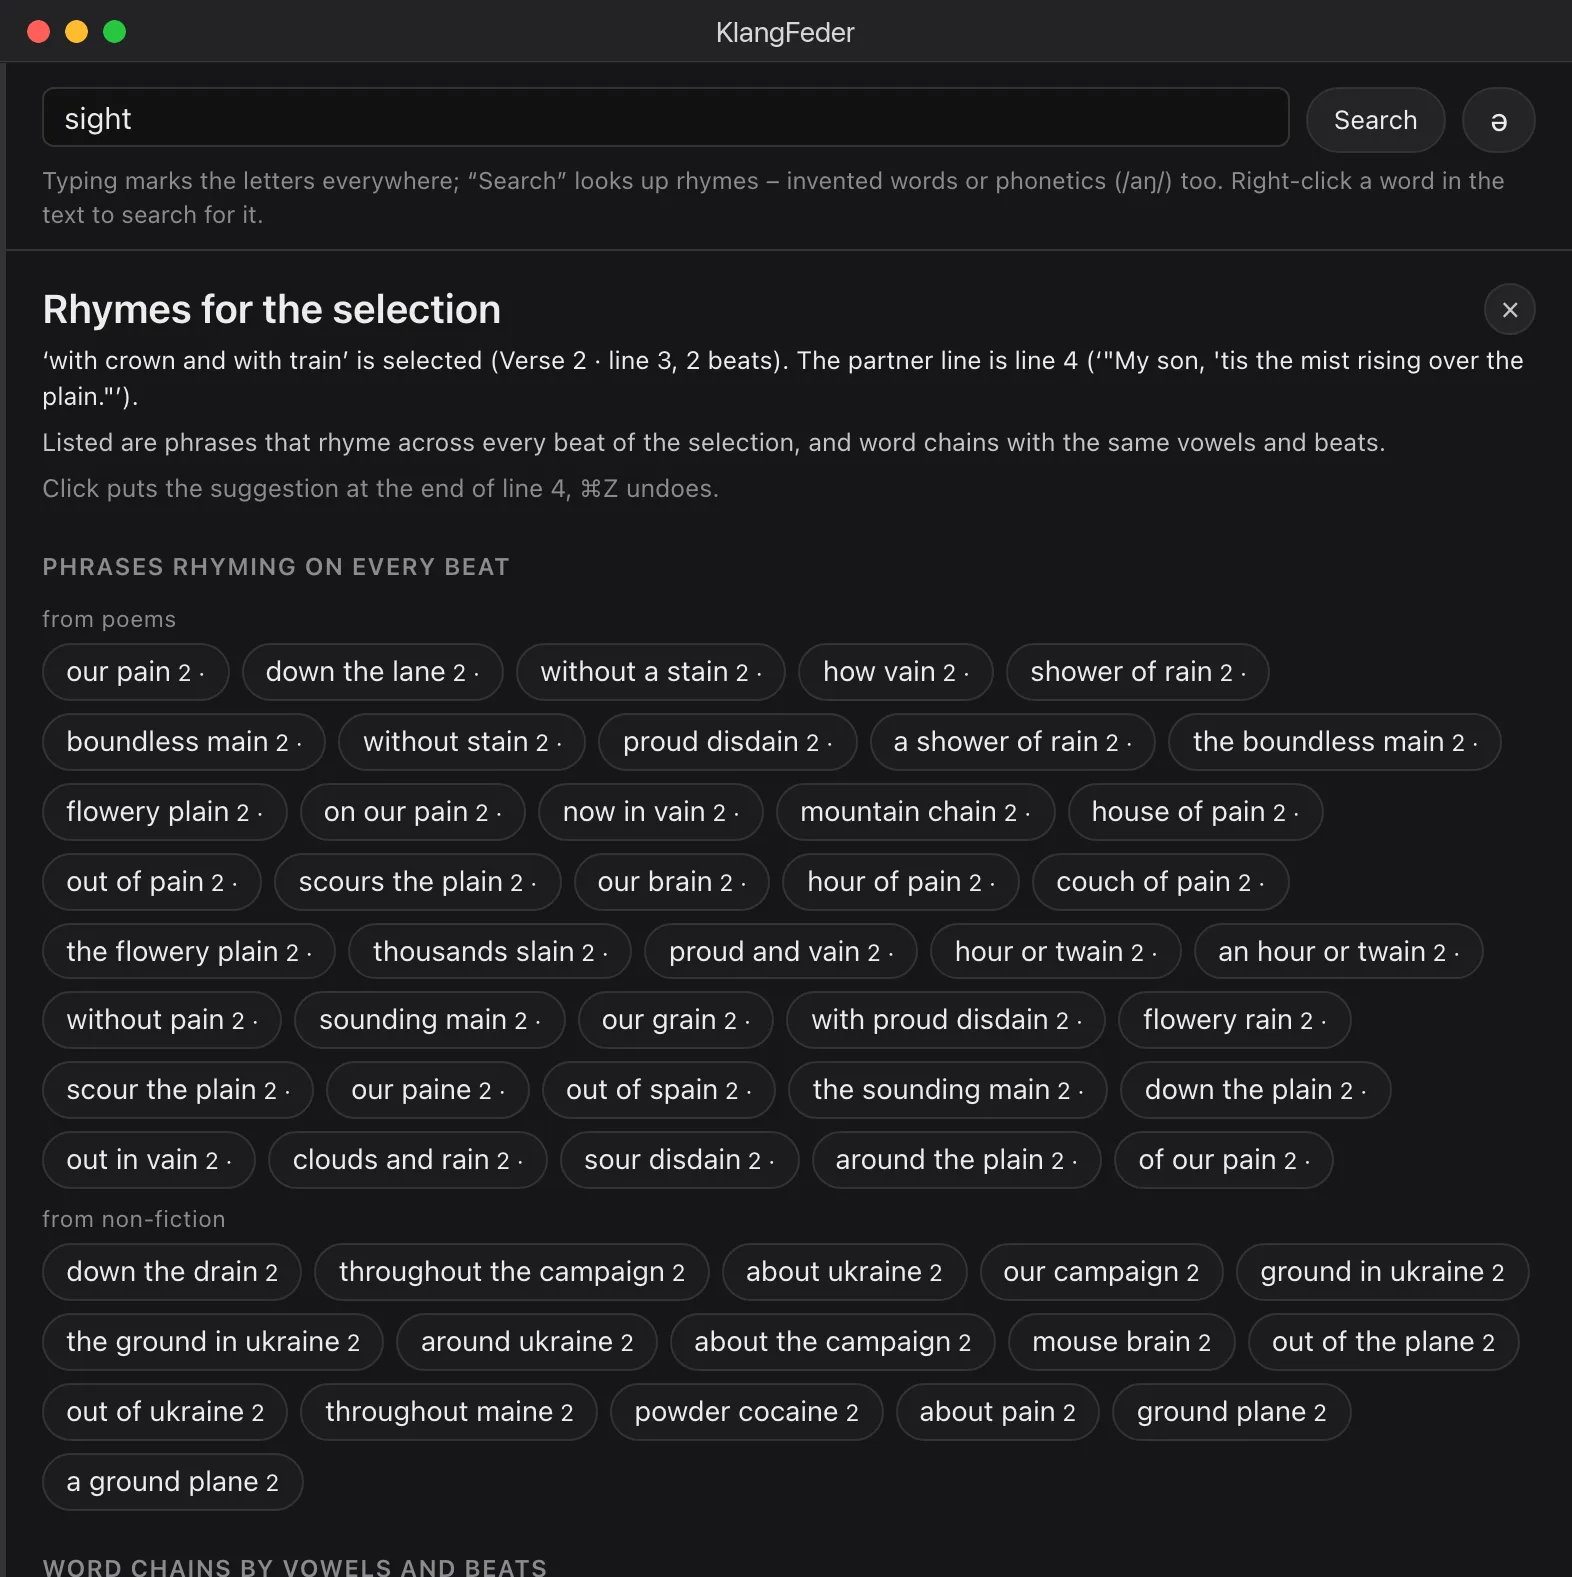 KlangFeder
sight
Search
ə
Typing marks the letters everywhere; “Search” looks up rhymes – invented words or phonetics (/aŋ/) too. Right-click a word in the
text to search for it.
Rhymes for the selection
×
‘with crown and with train’ is selected (Verse 2 · line 3, 2 beats). The partner line is line 4 (‘"My son, 'tis the mist rising over the
plain."’).
Listed are phrases that rhyme across every beat of the selection, and word chains with the same vowels and beats.
Click puts the suggestion at the end of line 4, ⌘Z undoes.
PHRASES RHYMING ON EVERY BEAT
from poems
our pain 2 · down the lane 2 · without a stain 2 · how vain 2 · shower of rain 2 ·
boundless main 2 · without stain 2 · proud disdain 2 · a shower of rain 2 · the boundless main 2 ·
flowery plain 2 · on our pain 2 · now in vain 2 · mountain chain 2 · house of pain 2 ·
out of pain 2 · scours the plain 2 · our brain 2 · hour of pain 2 · couch of pain 2 ·
the flowery plain 2 · thousands slain 2 · proud and vain 2 · hour or twain 2 · an hour or twain 2 ·
without pain 2 · sounding main 2 · our grain 2 · with proud disdain 2 · flowery rain 2 ·
scour the plain 2 · our paine 2 · out of spain 2 · the sounding main 2 · down the plain 2 ·
out in vain 2 · clouds and rain 2 · sour disdain 2 · around the plain 2 · of our pain 2 ·
from non-fiction
down the drain 2 throughout the campaign 2 about ukraine 2 our campaign 2 ground in ukraine 2
the ground in ukraine 2 around ukraine 2 about the campaign 2 mouse brain 2 out of the plane 2
out of ukraine 2 throughout maine 2 powder cocaine 2 about pain 2 ground plane 2
a ground plane 2
WORD CHAINS BY VOWELS AND BEATS